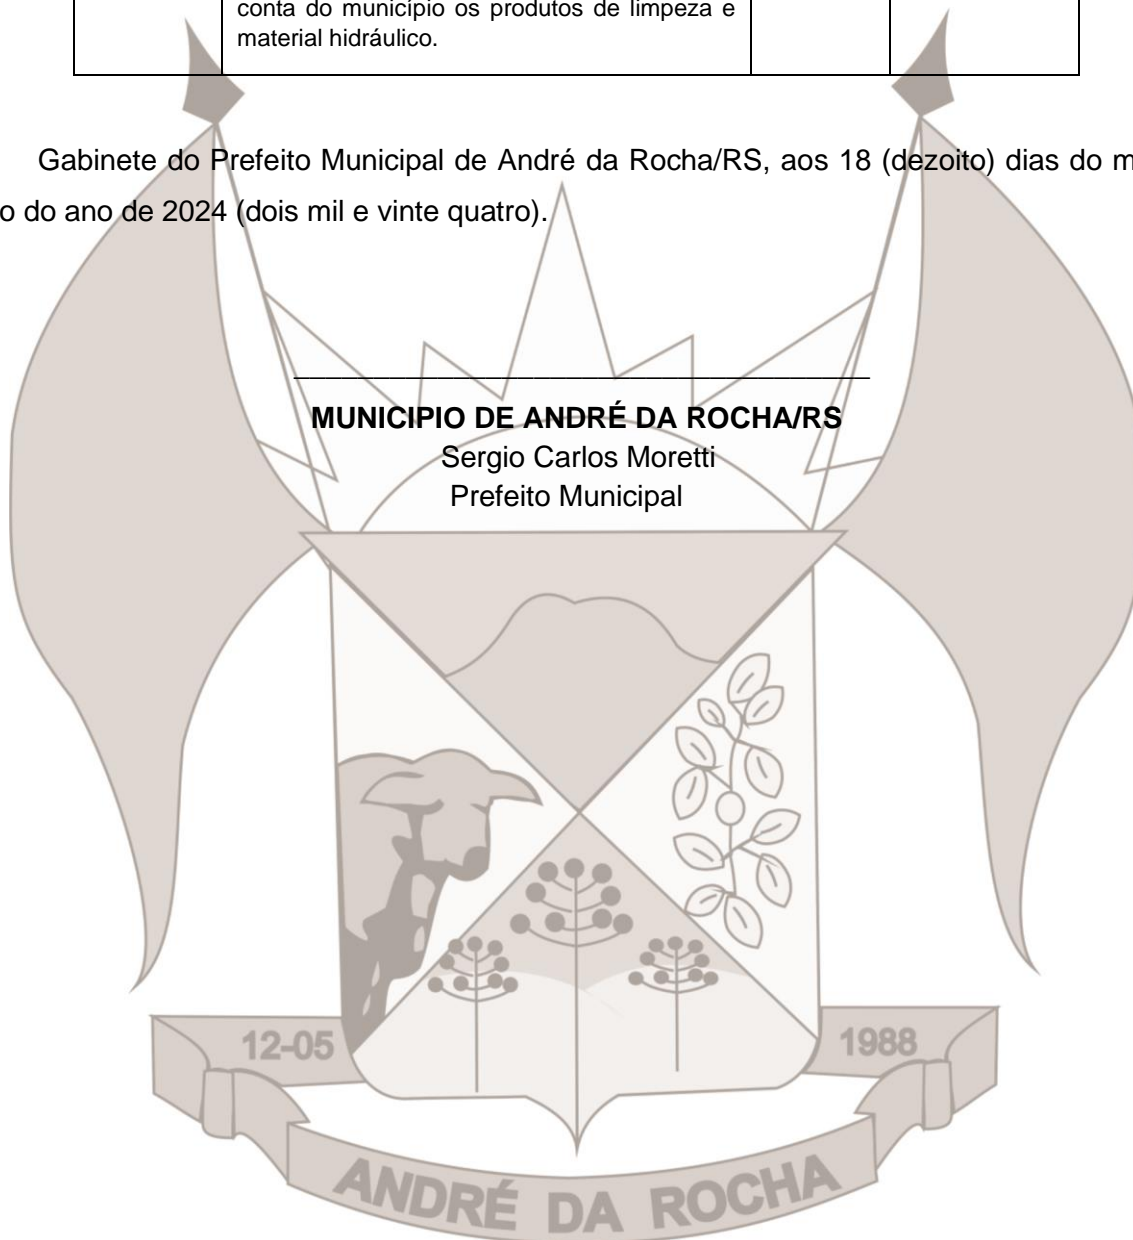 conta do município os produtos de limpeza e
material hidráulico.
Gabinete do Prefeito Municipal de André da Rocha/RS, aos 18 (dezoito) dias do m
o do ano de 2024 (dois mil e vinte quatro).
MUNICIPIO DE ANDRÉ DA ROCHA/RS
Sergio Carlos Moretti
Prefeito Municipal
12-05
1988
ANDRÉ DA ROCHA